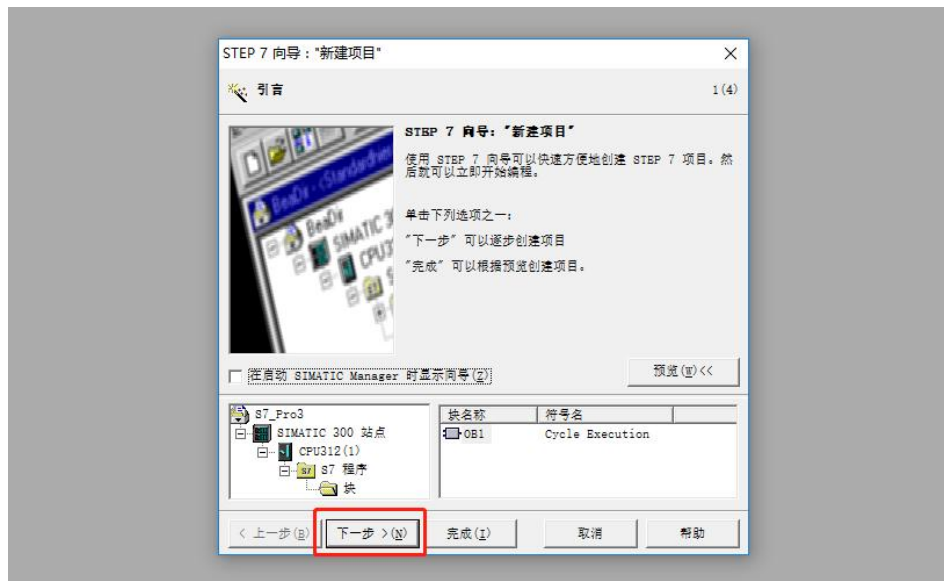 STEP 7 向导："新建项目"
引言
1(4)
STEP 7 向导："新建项目"
使用 STEP 7 向导可以快速方便地创建 STEP 7 项目。然
后就可以立即开始编程。
单击下列选项之一：
"下一步" 可以逐步创建项目
"完成" 可以根据预览创建项目。
BeaDir - <Standardhie
BeaDir
SIMATIC 3
CPU3
在启动 SIMATIC Manager 时显示向导(Z)
预览(W)<<
S7_Pro3
SIMATIC 300 站点
CPU312(1)
S7 程序
块
块名称 符号名
OB1 Cycle Execution
< 上一步(B) 下一步 >(N) 完成(I) 取消 帮助